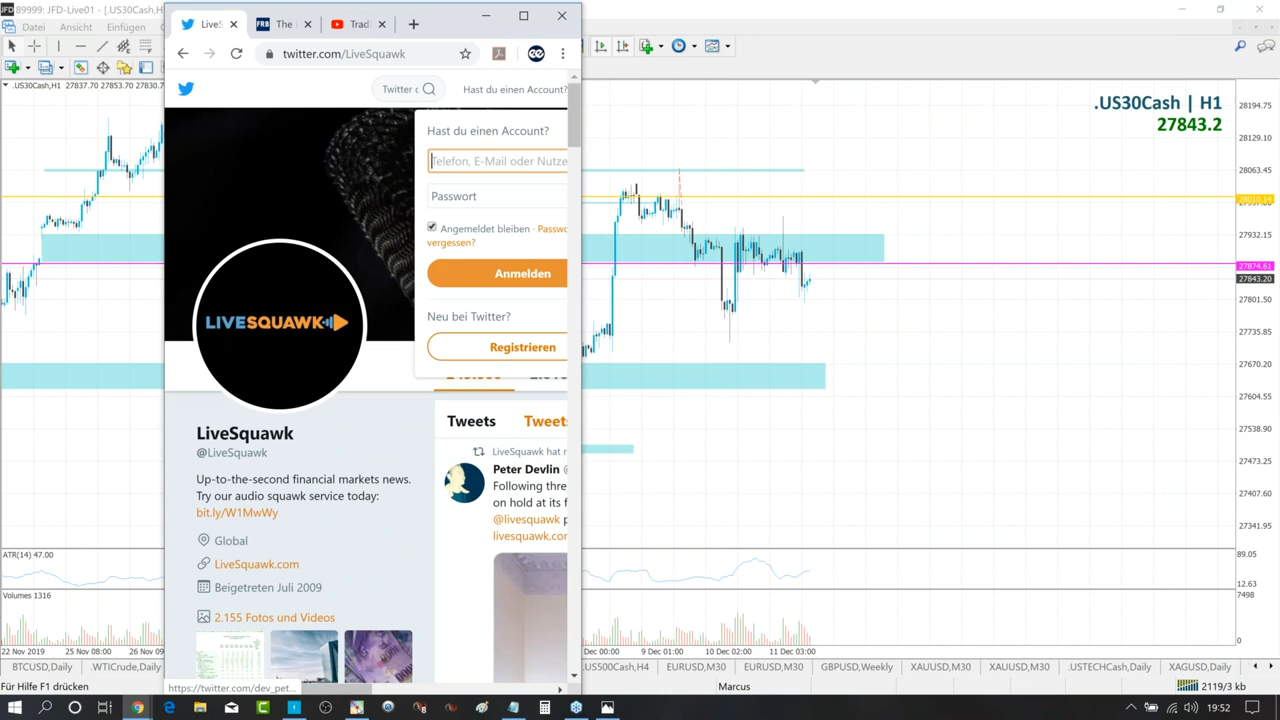 89999: JFD-Live01 - [.US30Cash,H1]
Datei
Ansicht
Einfügen
.US30Cash,H1 27837.70 27853.70 27830.
LiveS
The
Tradi
twitter.com/LiveSquawk
Hast du einen Account?
Hast du einen Account?
Telefon, E-Mail oder Nutze
Passwort
Angemeldet bleiben · Passwo
vergessen?
Anmelden
Neu bei Twitter?
Registrieren
LIVESQUAWK
LiveSquawk
@LiveSquawk
Up-to-the-second financial markets news.
Try our audio squawk service today:
bit.ly/W1MwWy
Global
LiveSquawk.com
Beigetreten Juli 2009
2.155 Fotos und Videos
Tweets
Tweets
LiveSquawk hat r
Peter Devlin @
Following thre
on hold at its f
@livesquawk p
livesquawk.com
https://twitter.com/dev_pet...
.US30Cash | H1
27843.2
28194.75
28129.10
28063.45
28010.14
27932.15
27874.61
27843.20
27801.50
27735.85
27670.20
27604.55
27538.90
27473.25
27407.60
27341.95
ATR(14) 47.00
89.05
12.63
Volumes 1316
7498
0
22 Nov 2019
25 Nov 08:00
26 Nov
Dec 00:00
9 Dec 01:00
10 Dec 02:00
11 Dec 03:00
BTCUSD,Daily
.WTICrude,Daily
US500Cash,H4
EURUSD,M30
EURUSD,M30
GBPUSD,Weekly
XAUUSD,M30
XAUUSD,M30
.USTECHCash,Daily
XAGUSD,Daily
Für Hilfe F1 drücken
Marcus
2119/3 kb
19:52